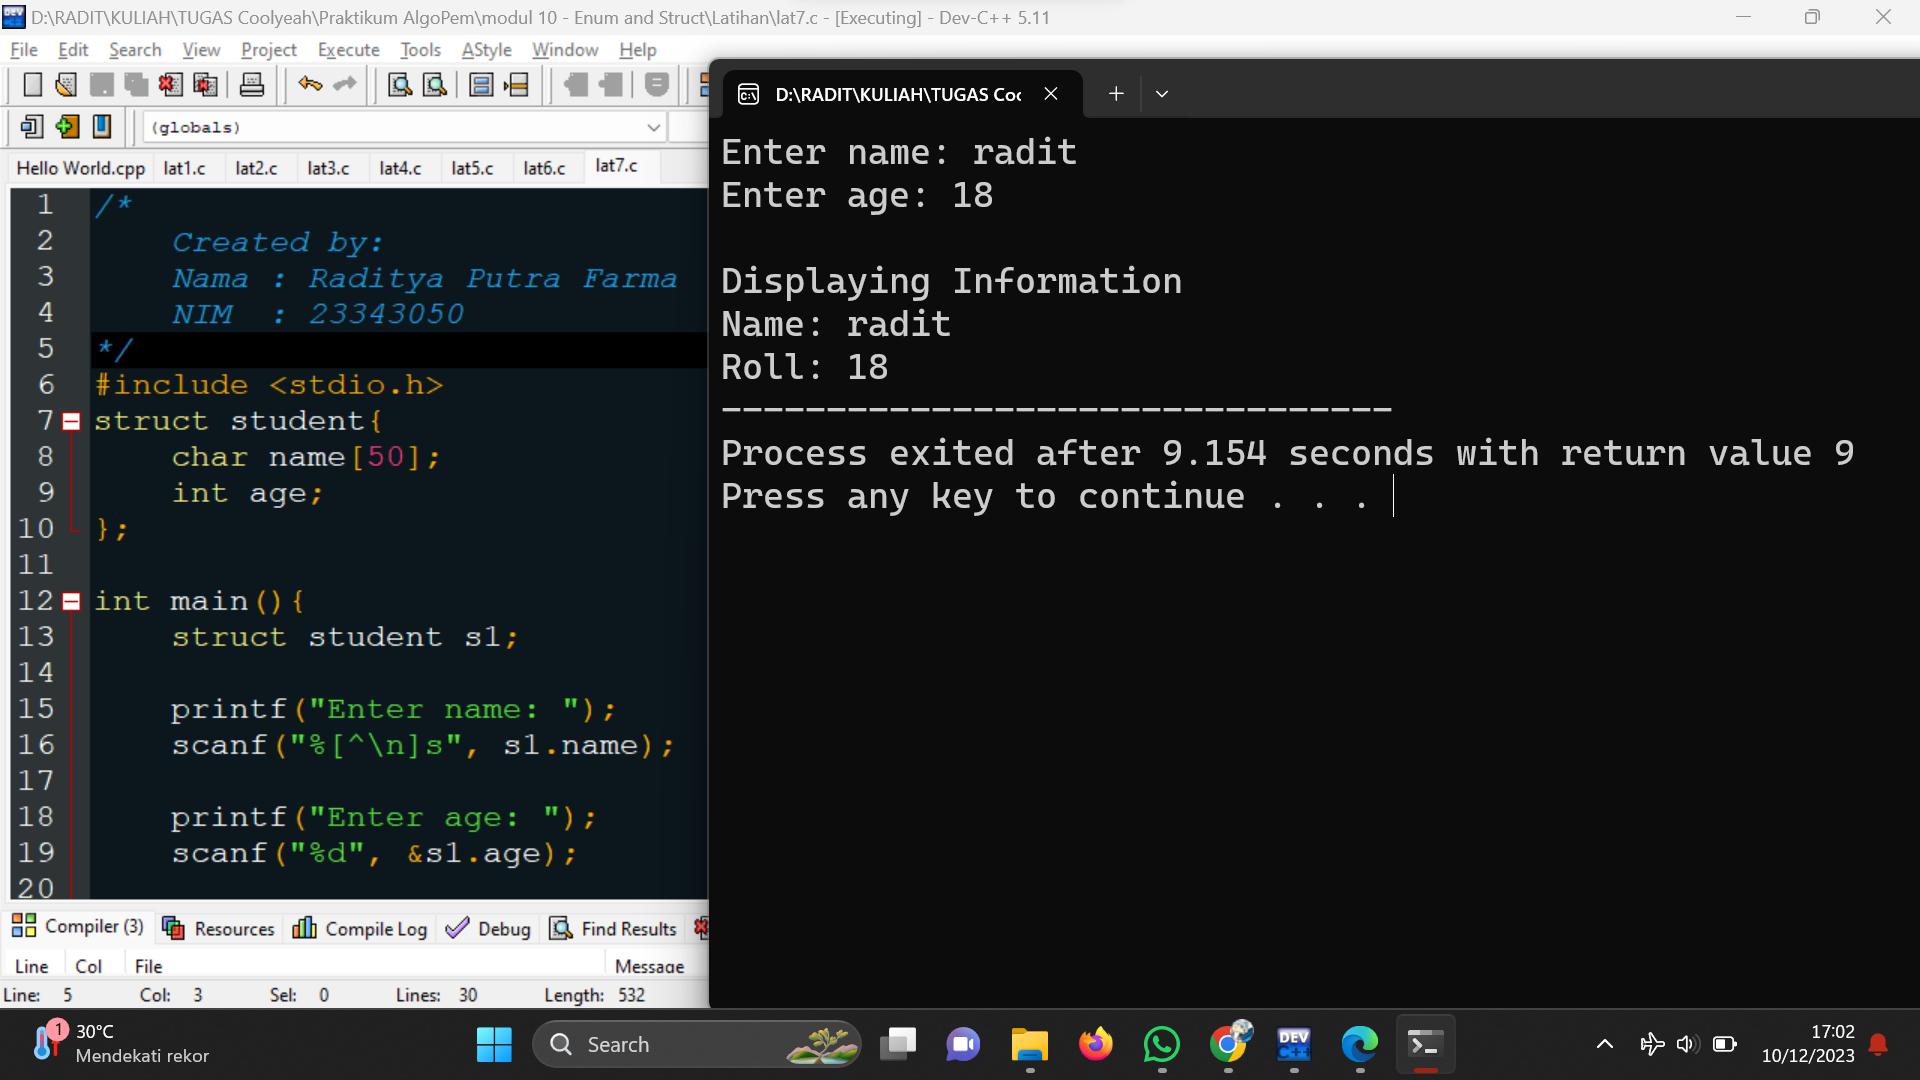 D:\RADIT\KULIAH\TUGAS Coolyeah\Praktikum AlgoPem\modul 10 - Enum and Struct\Latihan\lat7.c - [Executing] - Dev-C++ 5.11
File Edit Search View Project Execute Tools AStyle Window Help
(globals)
Hello World.cpp lat1.c lat2.c lat3.c lat4.c lat5.c lat6.c lat7.c
1 /*
2 Created by:
3 Nama : Raditya Putra Farma
4 NIM : 23343050
5 */
6 #include <stdio.h>
7 struct student{
8 char name[50];
9 int age;
10 };
11
12 int main(){
13 struct student s1;
14
15 printf("Enter name: ");
16 scanf("%[^\n]s", s1.name);
17
18 printf("Enter age: ");
19 scanf("%d", &s1.age);
20
Compiler (3) Resources Compile Log Debug Find Results
Line Col File Message
Line: 5 Col: 3 Sel: 0 Lines: 30 Length: 532
D:\RADIT\KULIAH\TUGAS Coc
Enter name: radit
Enter age: 18
Displaying Information
Name: radit
Roll: 18
--------------------------------
Process exited after 9.154 seconds with return value 9
Press any key to continue . . .
1
30°C
Mendekati rekor
Search
DEV
C++
17:02
10/12/2023